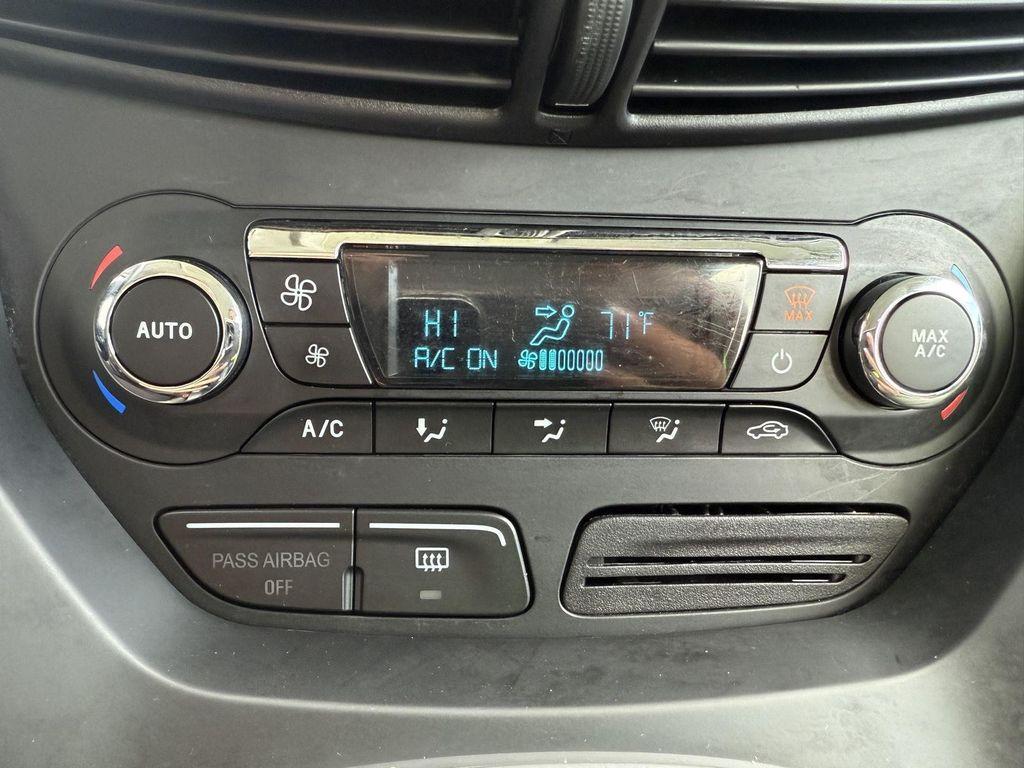 AUTO
HI
71°F
A/C ON
MAX
MAX
A/C
A/C
PASS AIRBAG
OFF